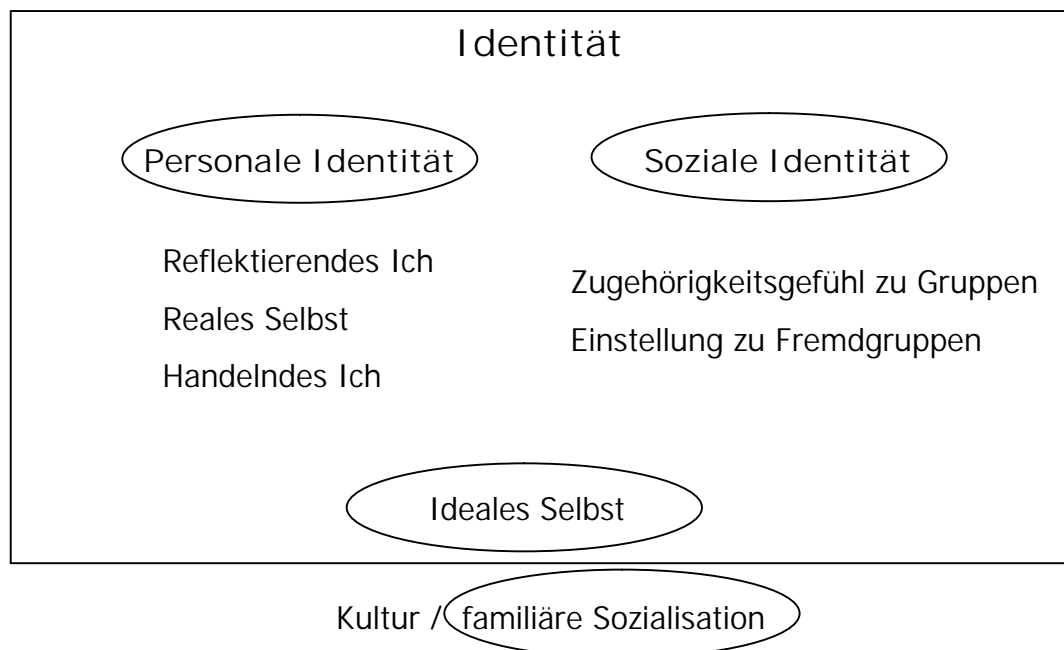 Identität
Personale Identität
Soziale Identität
Reflektierendes Ich
Reales Selbst
Handelndes Ich
Zugehörigkeitsgefühl zu Gruppen
Einstellung zu Fremdgruppen
Ideales Selbst
Kultur / familiäre Sozialisation